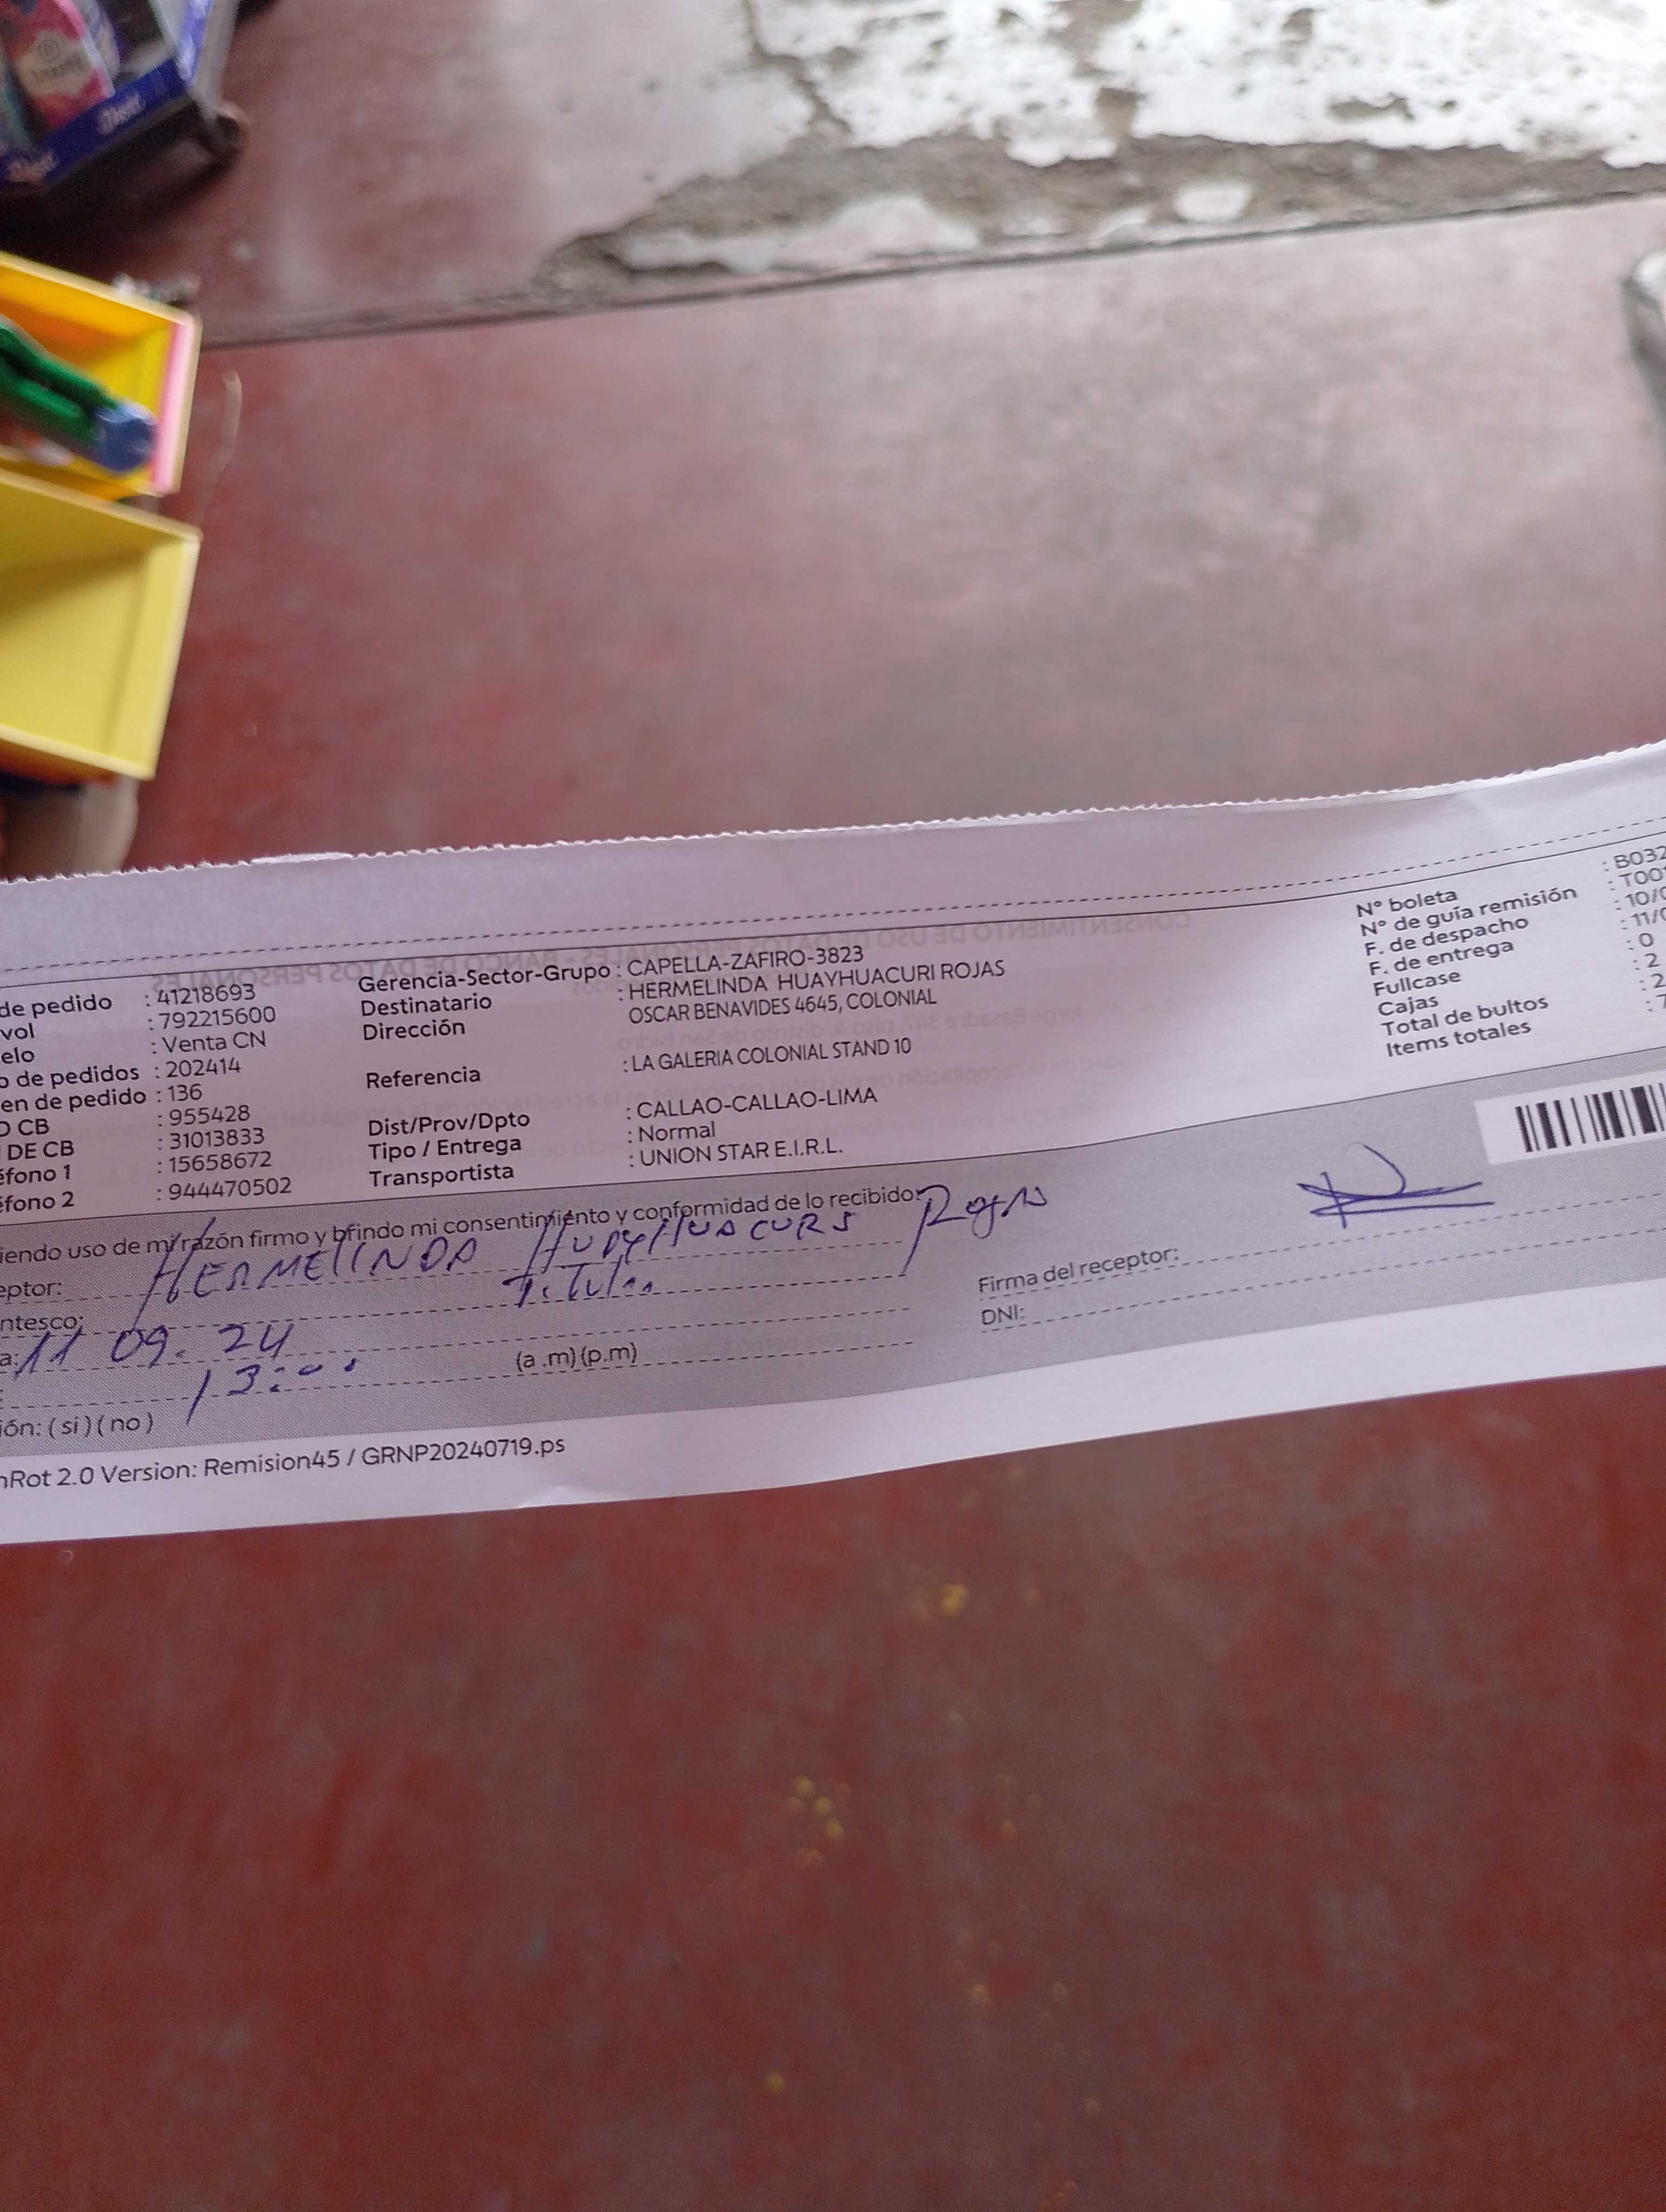 de pedido : 41218693
vol : 792215600
elo : Venta CN
o de pedidos : 202414
en de pedido : 136
O CB : 955428
DE CB : 31013833
éfono 1 : 15658672
éfono 2 : 944470502
Gerencia-Sector-Grupo : CAPELLA-ZAFIRO-3823
Destinatario : HERMELINDA HUAYHUACURI ROJAS
Dirección OSCAR BENAVIDES 4645, COLONIAL
Referencia : LA GALERIA COLONIAL STAND 10
Dist/Prov/Dpto : CALLAO-CALLAO-LIMA
Tipo / Entrega : Normal
Transportista : UNION STAR E.I.R.L.
N° boleta : B032
N° de guía remisión : T001
F. de despacho : 10/0
F. de entrega : 11/0
Fullcase : 0
Cajas : 2
Total de bultos : 2
Items totales : 7
iendo uso de mi razón firmo y brindo mi consentimiento y conformidad de lo recibido:
eptor: HERMELINDA HUAYHUACURI Rojas
ntesco: Titular
a: 11 09. 24
: 13:00 (a .m) (p.m)
ión: ( si ) ( no )
Firma del receptor:
DNI:
nRot 2.0 Version: Remision45 / GRNP20240719.ps